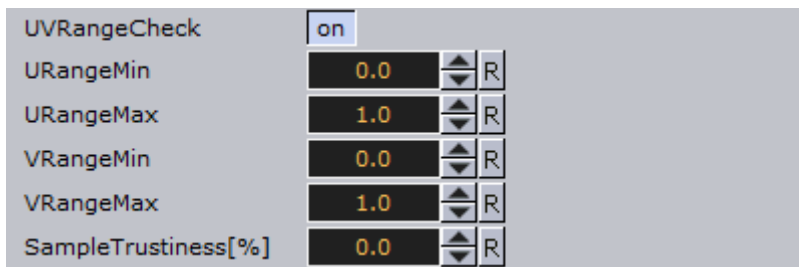 UVRangeCheck on
URangeMin 0.0 R
URangeMax 1.0 R
VRangeMin 0.0 R
VRangeMax 1.0 R
SampleTrustiness[%] 0.0 R